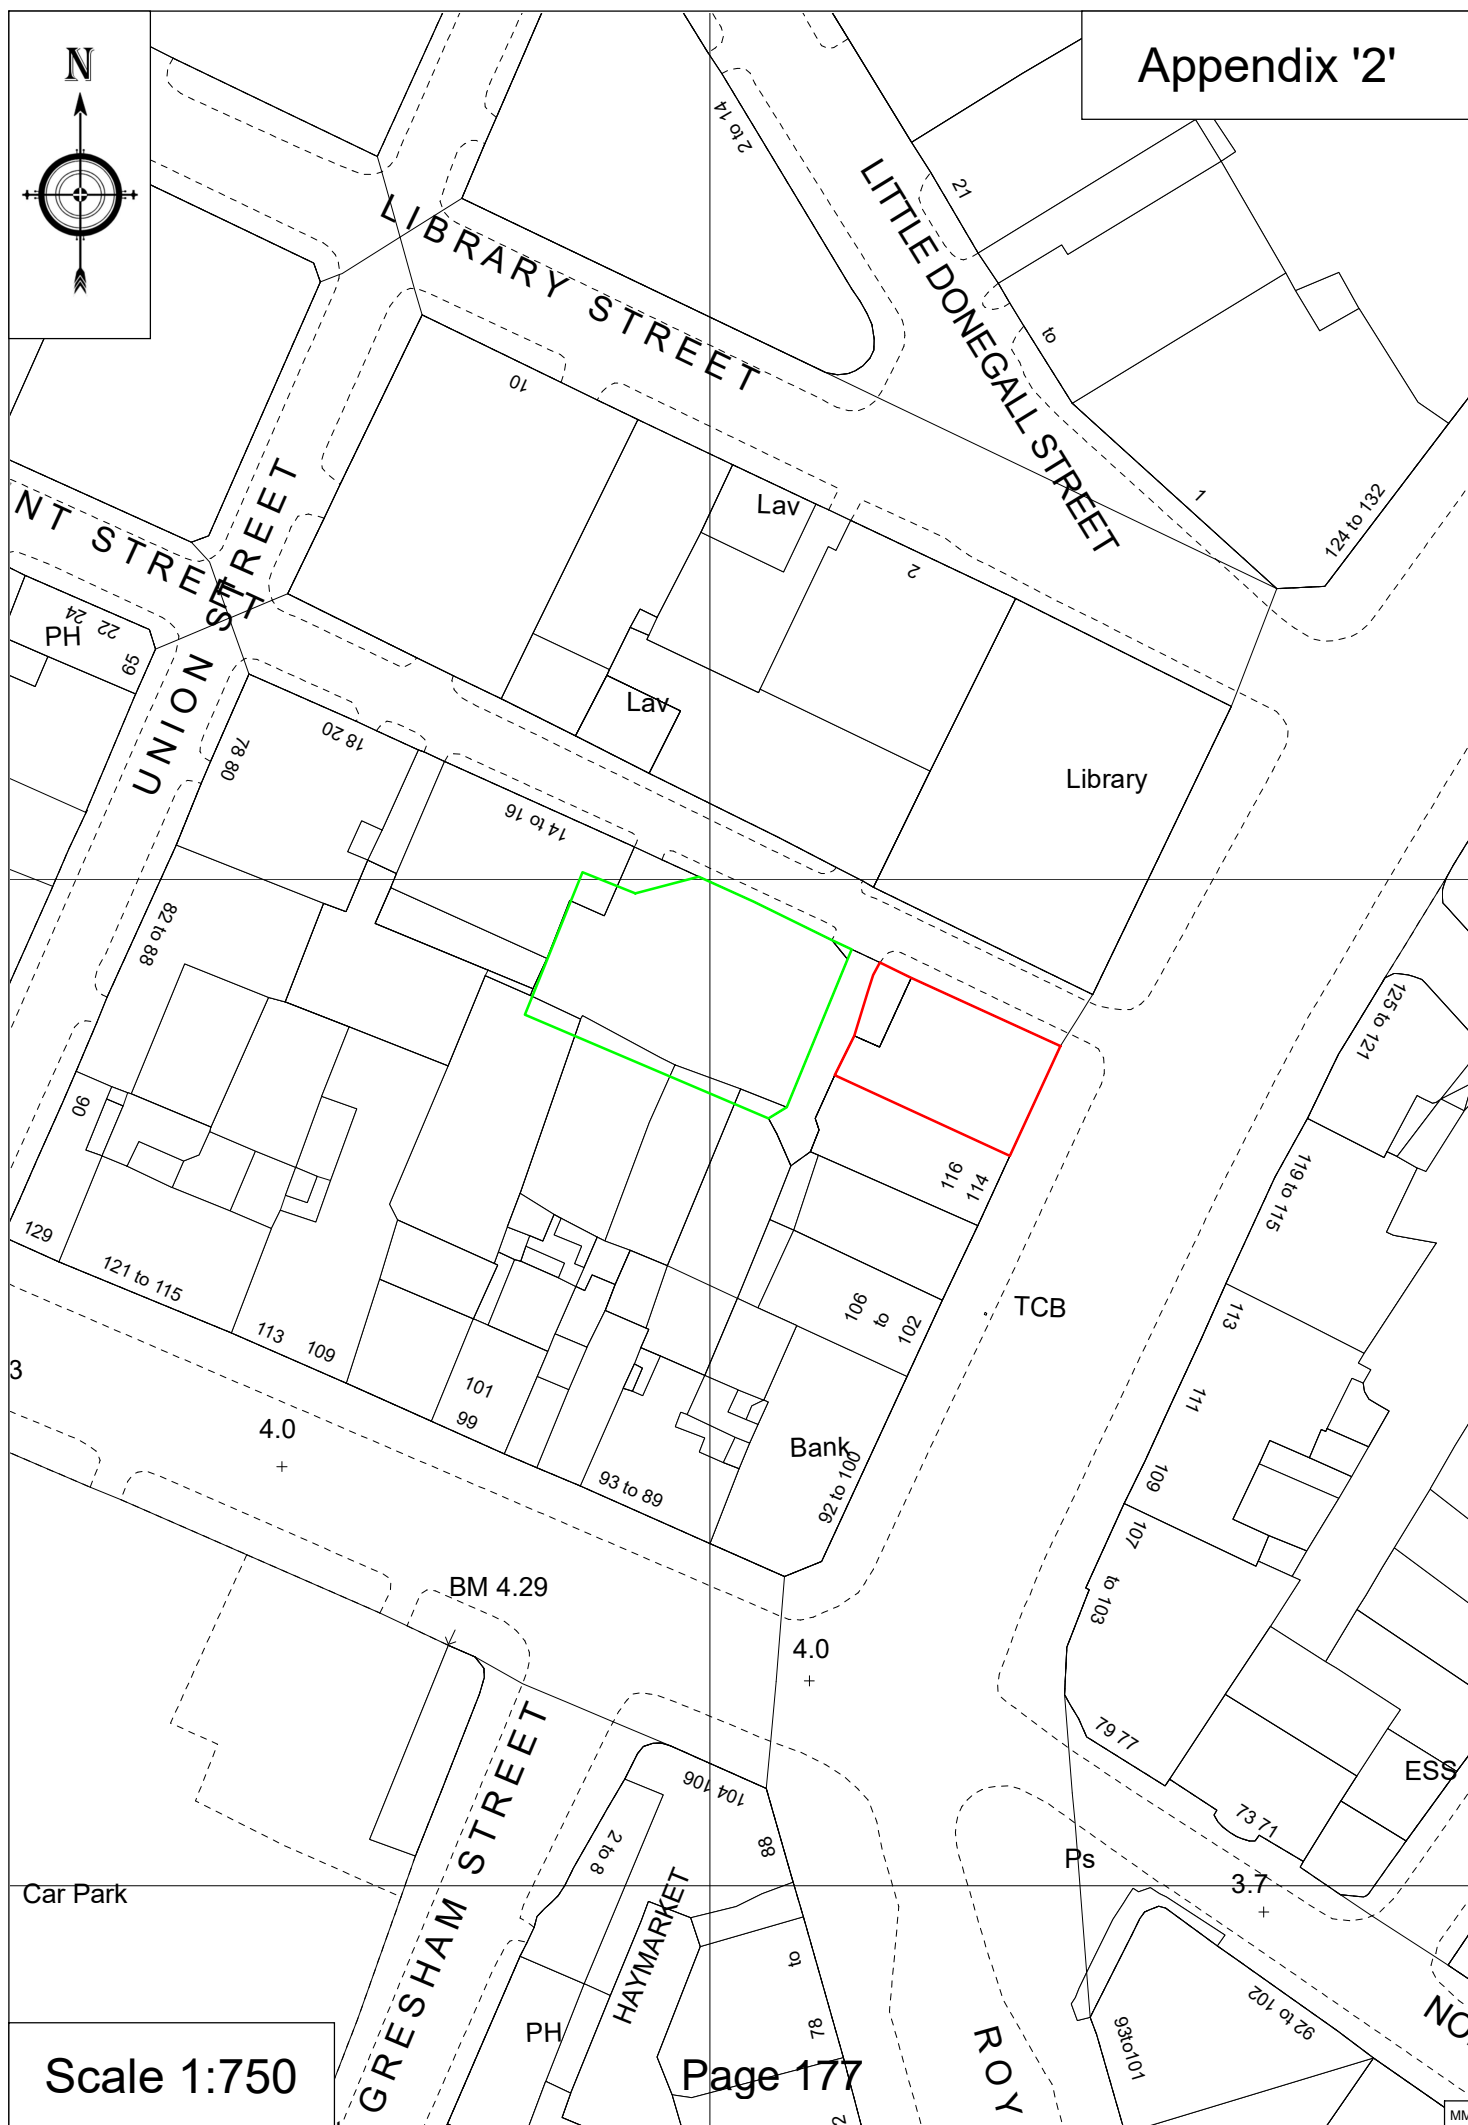 N
Appendix '2'
2 to 14
LITTLE DONEGALL STREET
21
to
1
LIBRARY STREET
10
124 to 132
Lav
2
NT STREET
UNION STREET
24
22
PH
65
Lav
Library
18 20
78 80
14 to 16
82 to 88
125 to 121
90
119 to 115
116
114
129
121 to 115
106
to
102
TCB
113
113
109
3
101
99
111
4.0
Bank
92 to 100
93 to 89
109
107
to 103
BM 4.29
4.0
79 77
ESS
104 106
73 71
88
2 to 8
Ps
3.7
Car Park
GRESHAM STREET
HAYMARKET
to
78
92 to 102
NO
PH
ROY
93to101
Scale 1:750
Page 177
2
MM